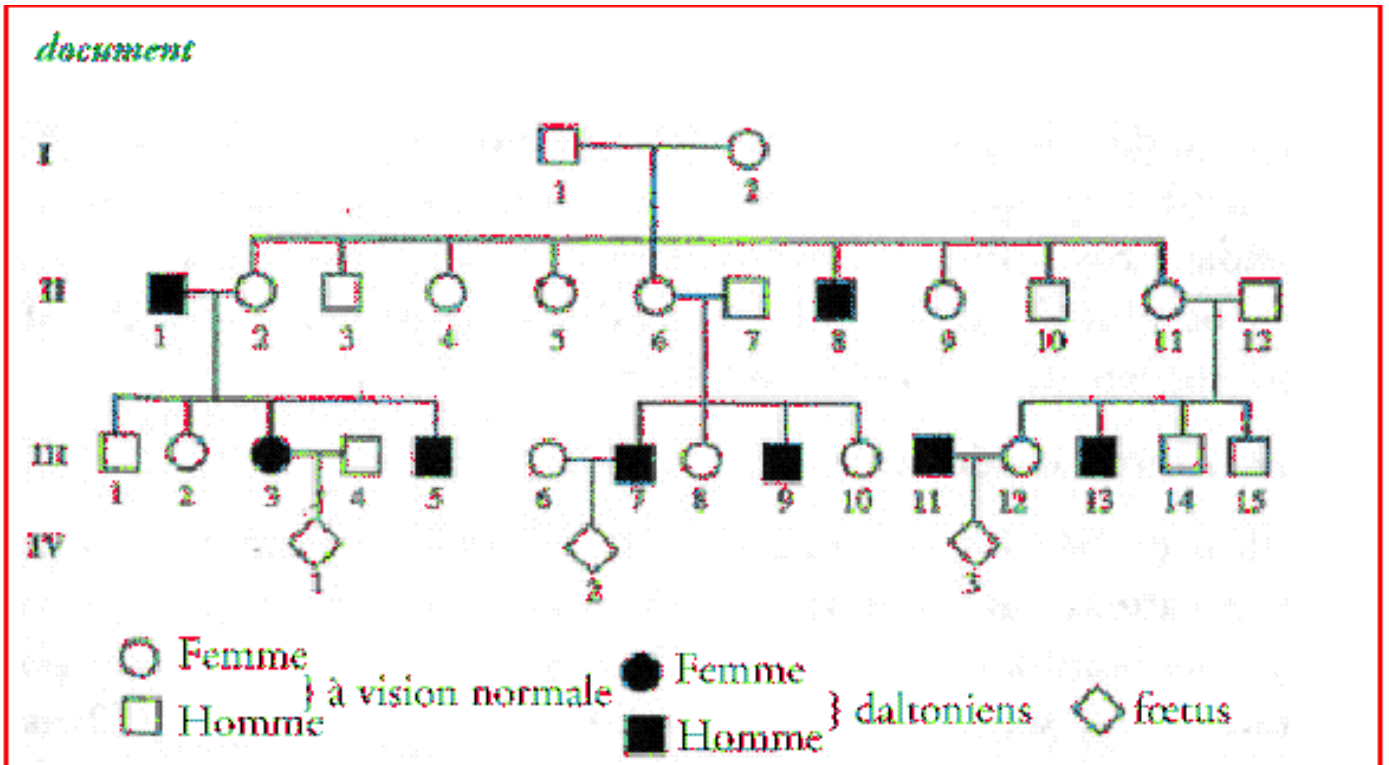 document
I
1 2
II
1 2 3 4 5 6 7 8 9 10 11 12
III
1 2 3 4 5 6 7 8 9 10 11 12 13 14 15
IV
1 2 3
Femme
} à vision normale
Homme
Femme
} daltoniens
Homme
fœtus